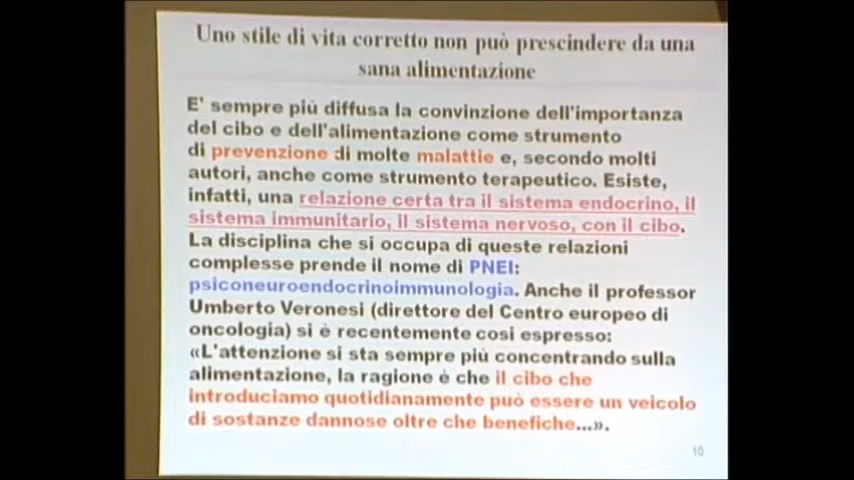 Uno stile di vita corretto non può prescindere da una
sana alimentazione
E' sempre più diffusa la convinzione dell'importanza
del cibo e dell'alimentazione come strumento
di prevenzione di molte malattie e, secondo molti
autori, anche come strumento terapeutico. Esiste,
infatti, una relazione certa tra il sistema endocrino, il
sistema immunitario, il sistema nervoso, con il cibo.
La disciplina che si occupa di queste relazioni
complesse prende il nome di PNEI:
psiconeuroendocrinoimmunologia. Anche il professor
Umberto Veronesi (direttore del Centro europeo di
oncologia) si è recentemente così espresso:
«L'attenzione si sta sempre più concentrando sulla
alimentazione, la ragione è che il cibo che
introduciamo quotidianamente può essere un veicolo
di sostanze dannose oltre che benefiche...».
10